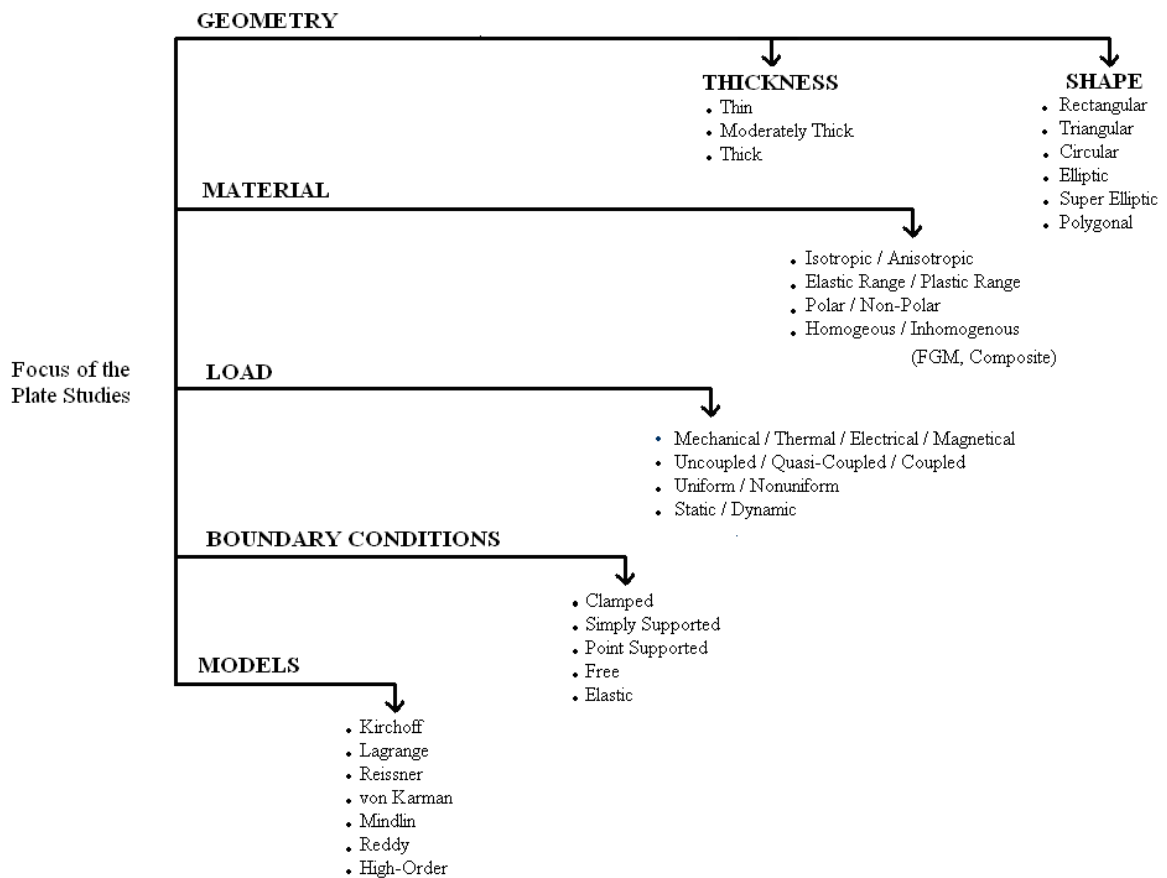 GEOMETRY
THICKNESS
• Thin
• Moderately Thick
• Thick
SHAPE
• Rectangular
• Triangular
• Circular
• Elliptic
• Super Elliptic
• Polygonal
MATERIAL
• Isotropic / Anisotropic
• Elastic Range / Plastic Range
• Polar / Non-Polar
• Homogeous / Inhomogenous
(FGM, Composite)
Focus of the
Plate Studies
LOAD
• Mechanical / Thermal / Electrical / Magnetical
• Uncoupled / Quasi-Coupled / Coupled
• Uniform / Nonuniform
• Static / Dynamic
BOUNDARY CONDITIONS
• Clamped
• Simply Supported
• Point Supported
• Free
• Elastic
MODELS
• Kirchoff
• Lagrange
• Reissner
• von Karman
• Mindlin
• Reddy
• High-Order